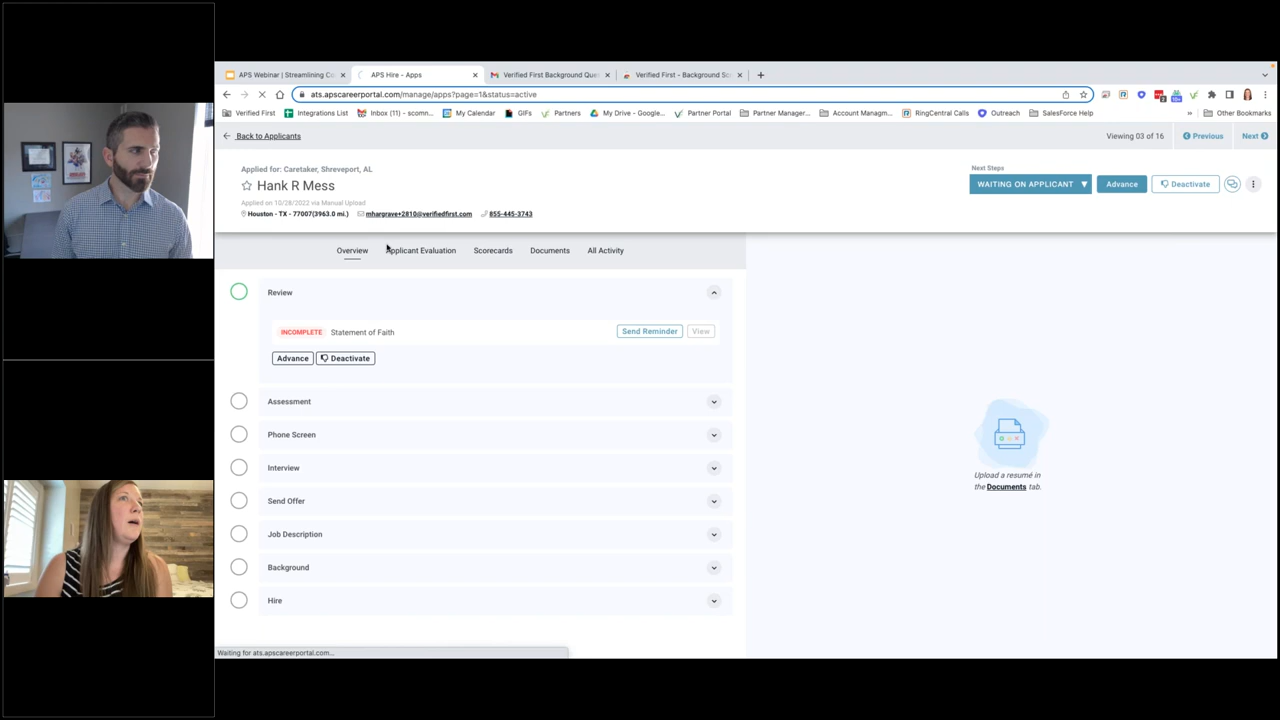 APS Webinar | Streamlining Co
APS Hire - Apps
Verified First Background Que
Verified First - Background Sc
ats.apscareerportal.com/manage/apps?page=1&status=active
Verified First
Integrations List
Inbox (11) - scomn...
My Calendar
GIFs
Partners
My Drive - Google...
Partner Portal
Partner Manager...
Account Managm...
RingCentral Calls
Outreach
SalesForce Help
»
Other Bookmarks
Back to Applicants
Viewing 03 of 16
Previous
Next
Applied for: Caretaker, Shreveport, AL
Hank R Mess
Applied on 10/28/2022 via Manual Upload
Houston - TX - 77007(3963.0 mi.)
mhargrave+2810@verifiedfirst.com
855-445-3743
Next Steps
WAITING ON APPLICANT
Advance
Deactivate
Overview
Applicant Evaluation
Scorecards
Documents
All Activity
Review
INCOMPLETE
Statement of Faith
Send Reminder
View
Advance
Deactivate
Assessment
Phone Screen
Interview
Send Offer
Job Description
Background
Hire
Upload a resumé in
the Documents tab.
Waiting for ats.apscareerportal.com...